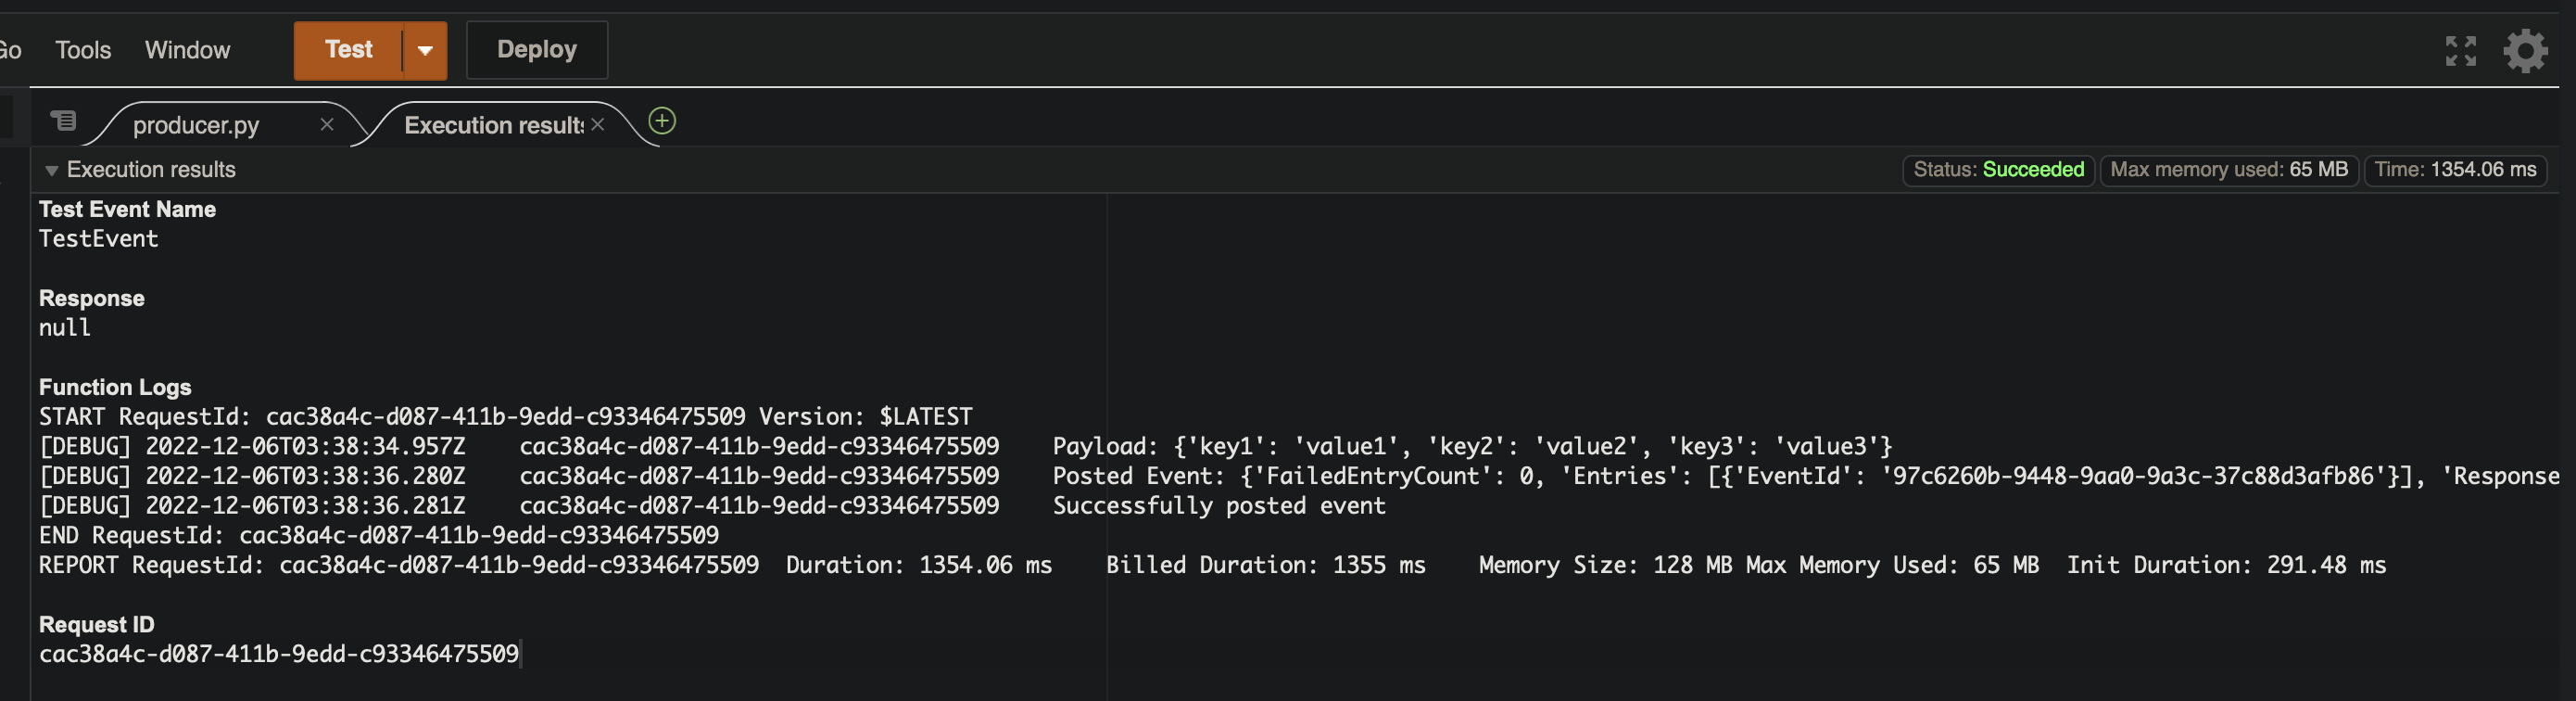 Go Tools Window Test Deploy
producer.py Execution results
Execution results Status: Succeeded Max memory used: 65 MB Time: 1354.06 ms
Test Event Name
TestEvent
Response
null
Function Logs
START RequestId: cac38a4c-d087-411b-9edd-c93346475509 Version: $LATEST
[DEBUG] 2022-12-06T03:38:34.957Z cac38a4c-d087-411b-9edd-c93346475509 Payload: {'key1': 'value1', 'key2': 'value2', 'key3': 'value3'}
[DEBUG] 2022-12-06T03:38:36.280Z cac38a4c-d087-411b-9edd-c93346475509 Posted Event: {'FailedEntryCount': 0, 'Entries': [{'EventId': '97c6260b-9448-9aa0-9a3c-37c88d3afb86'}], 'Response
[DEBUG] 2022-12-06T03:38:36.281Z cac38a4c-d087-411b-9edd-c93346475509 Successfully posted event
END RequestId: cac38a4c-d087-411b-9edd-c93346475509
REPORT RequestId: cac38a4c-d087-411b-9edd-c93346475509 Duration: 1354.06 ms Billed Duration: 1355 ms Memory Size: 128 MB Max Memory Used: 65 MB Init Duration: 291.48 ms
Request ID
cac38a4c-d087-411b-9edd-c93346475509